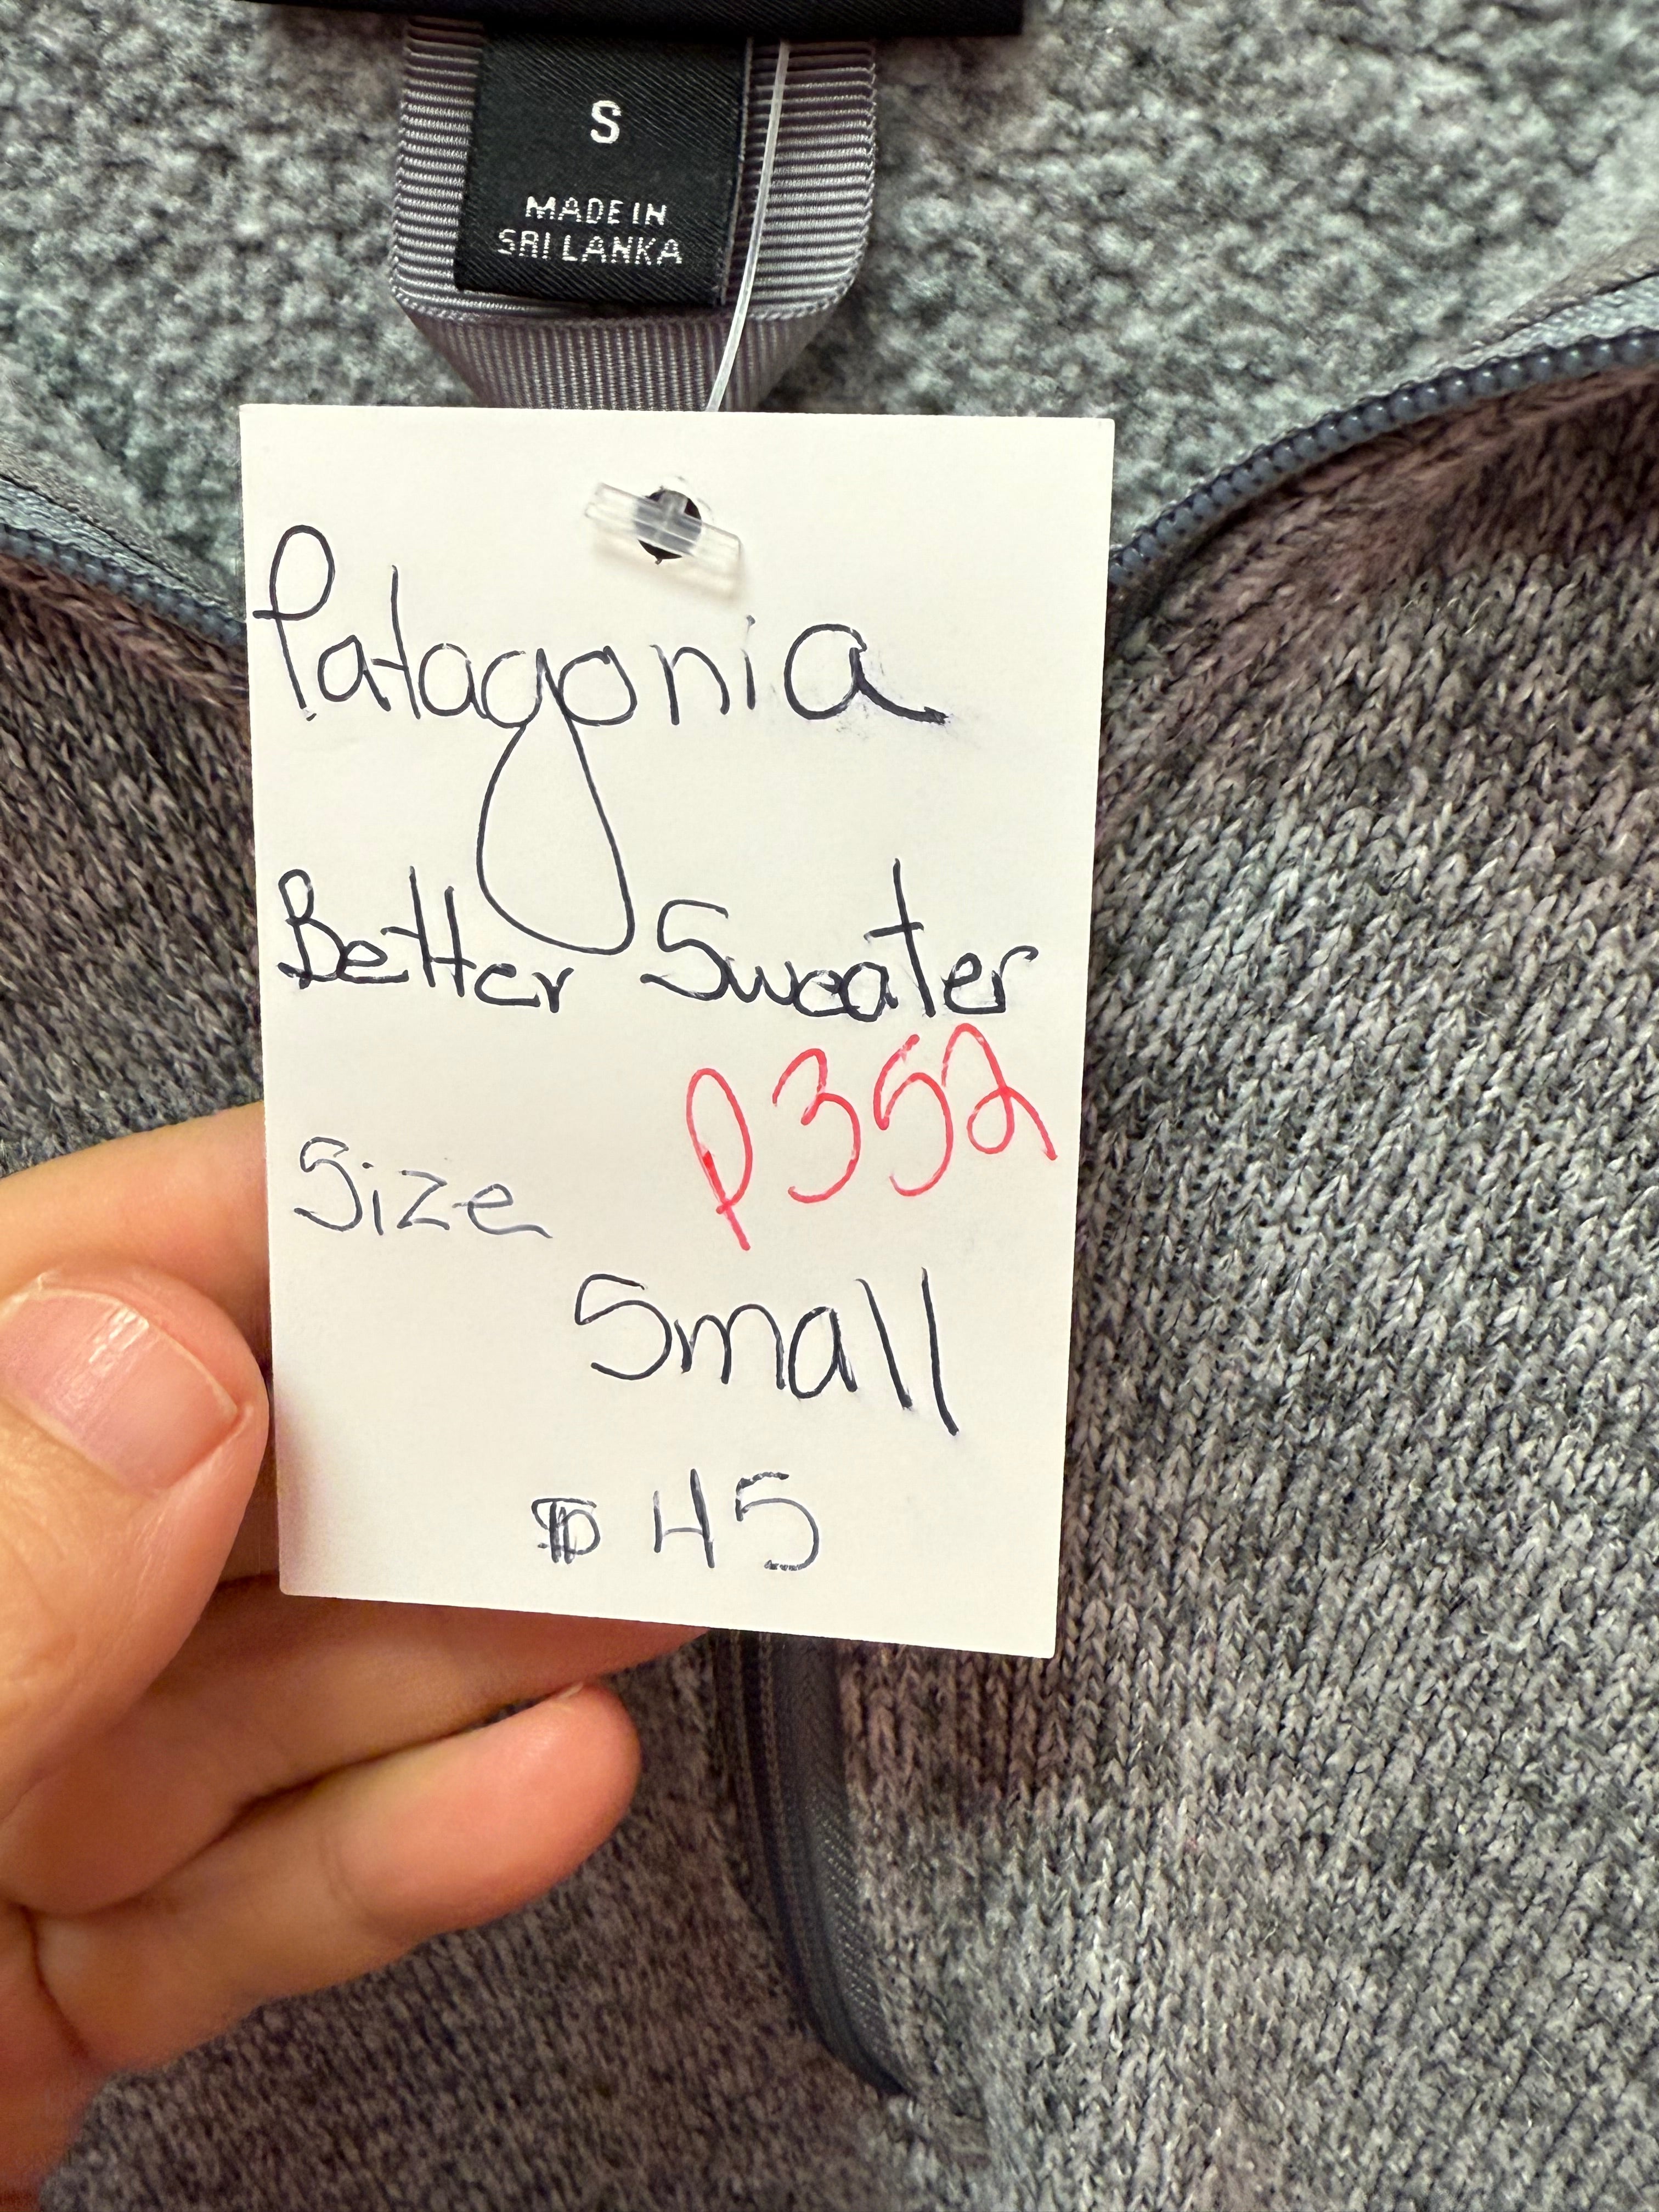 S
MADE IN
SRI LANKA
Patagonia
Better Sweater
P352
Size
Small
$45